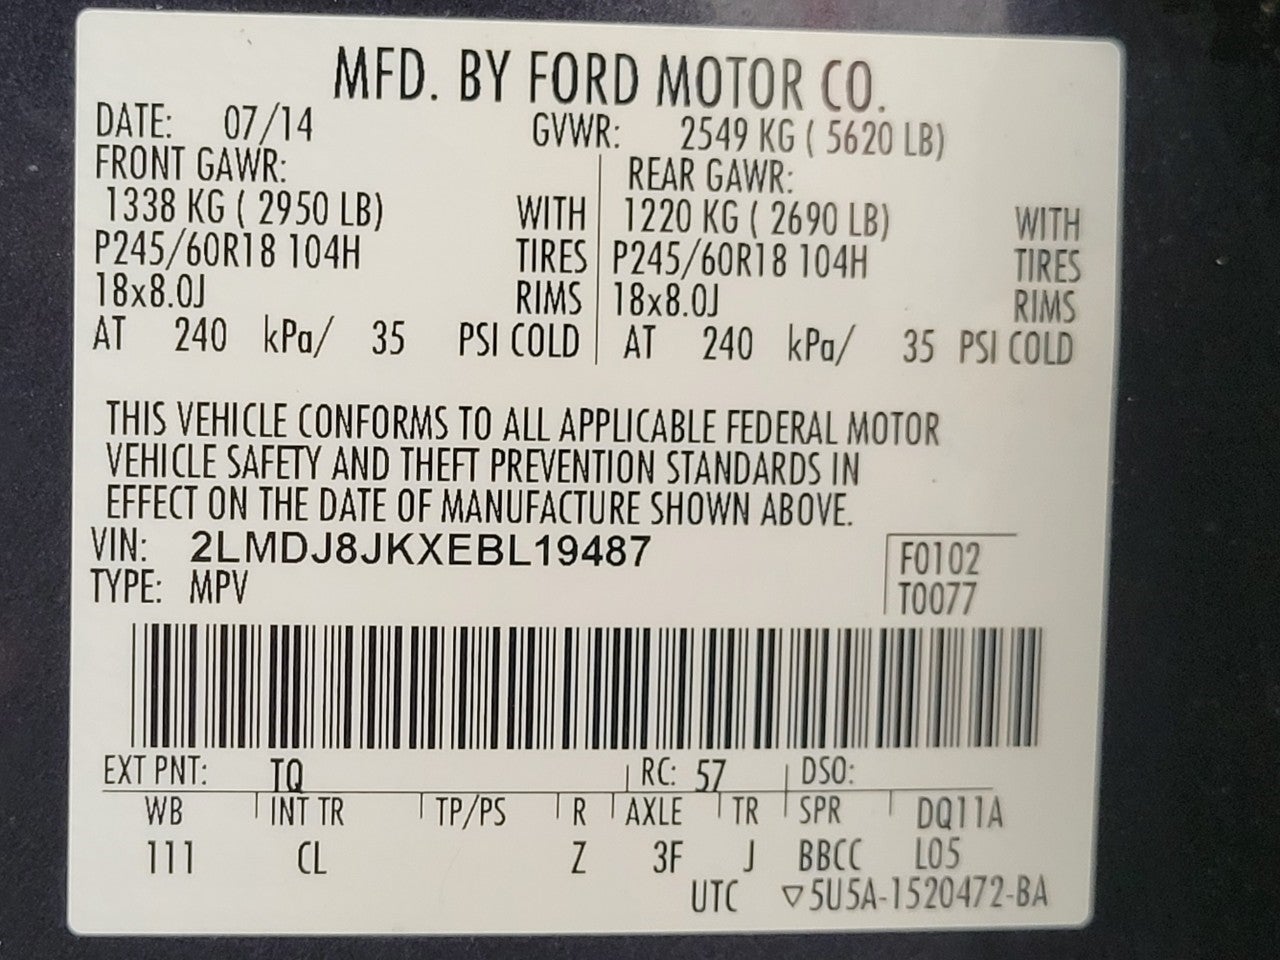 MFD. BY FORD MOTOR CO.
DATE: 07/14 GVWR: 2549 KG ( 5620 LB)
FRONT GAWR: REAR GAWR:
1338 KG ( 2950 LB) WITH 1220 KG ( 2690 LB) WITH
P245/60R18 104H TIRES P245/60R18 104H TIRES
18x8.0J RIMS 18x8.0J RIMS
AT 240 kPa/ 35 PSI COLD AT 240 kPa/ 35 PSI COLD
THIS VEHICLE CONFORMS TO ALL APPLICABLE FEDERAL MOTOR
VEHICLE SAFETY AND THEFT PREVENTION STANDARDS IN
EFFECT ON THE DATE OF MANUFACTURE SHOWN ABOVE.
VIN: 2LMDJ8JKXEBL19487 F0102
TYPE: MPV T0077
EXT PNT: TQ RC: 57 DSO:
WB INT TR TP/PS R AXLE TR SPR DQ11A
111 CL Z 3F J BBCC L05
UTC ▽5U5A-1520472-BA